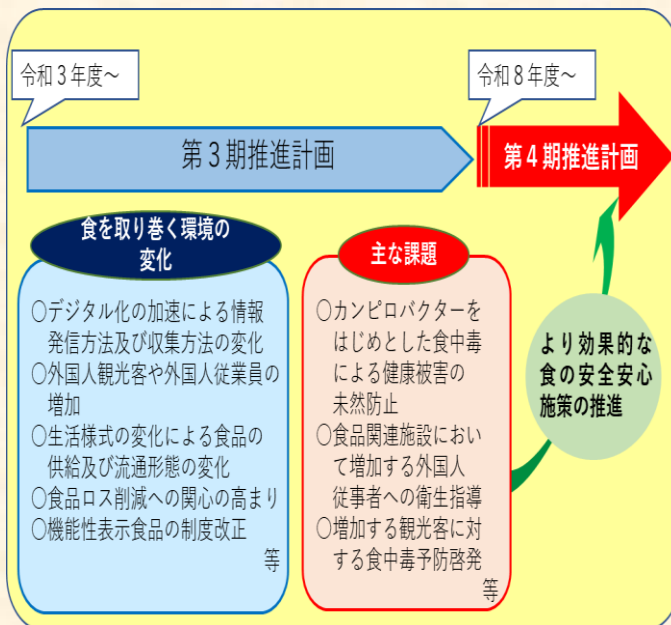 令和3年度～
令和8年度～
第3期推進計画
第4期推進計画
食を取り巻く環境の
変化
○デジタル化の加速による情報
発信方法及び収集方法の変化
○外国人観光客や外国人従業員の
増加
○生活様式の変化による食品の
供給及び流通形態の変化
○食品ロス削減への関心の高まり
○機能性表示食品の制度改正
等
主な課題
○カンピロバクターを
はじめとした食中毒
による健康被害の
未然防止
○食品関連施設におい
て増加する外国人
従事者への衛生指導
○増加する観光客に対
する食中毒予防啓発
等
より効果的な
食の安全安心
施策の推進